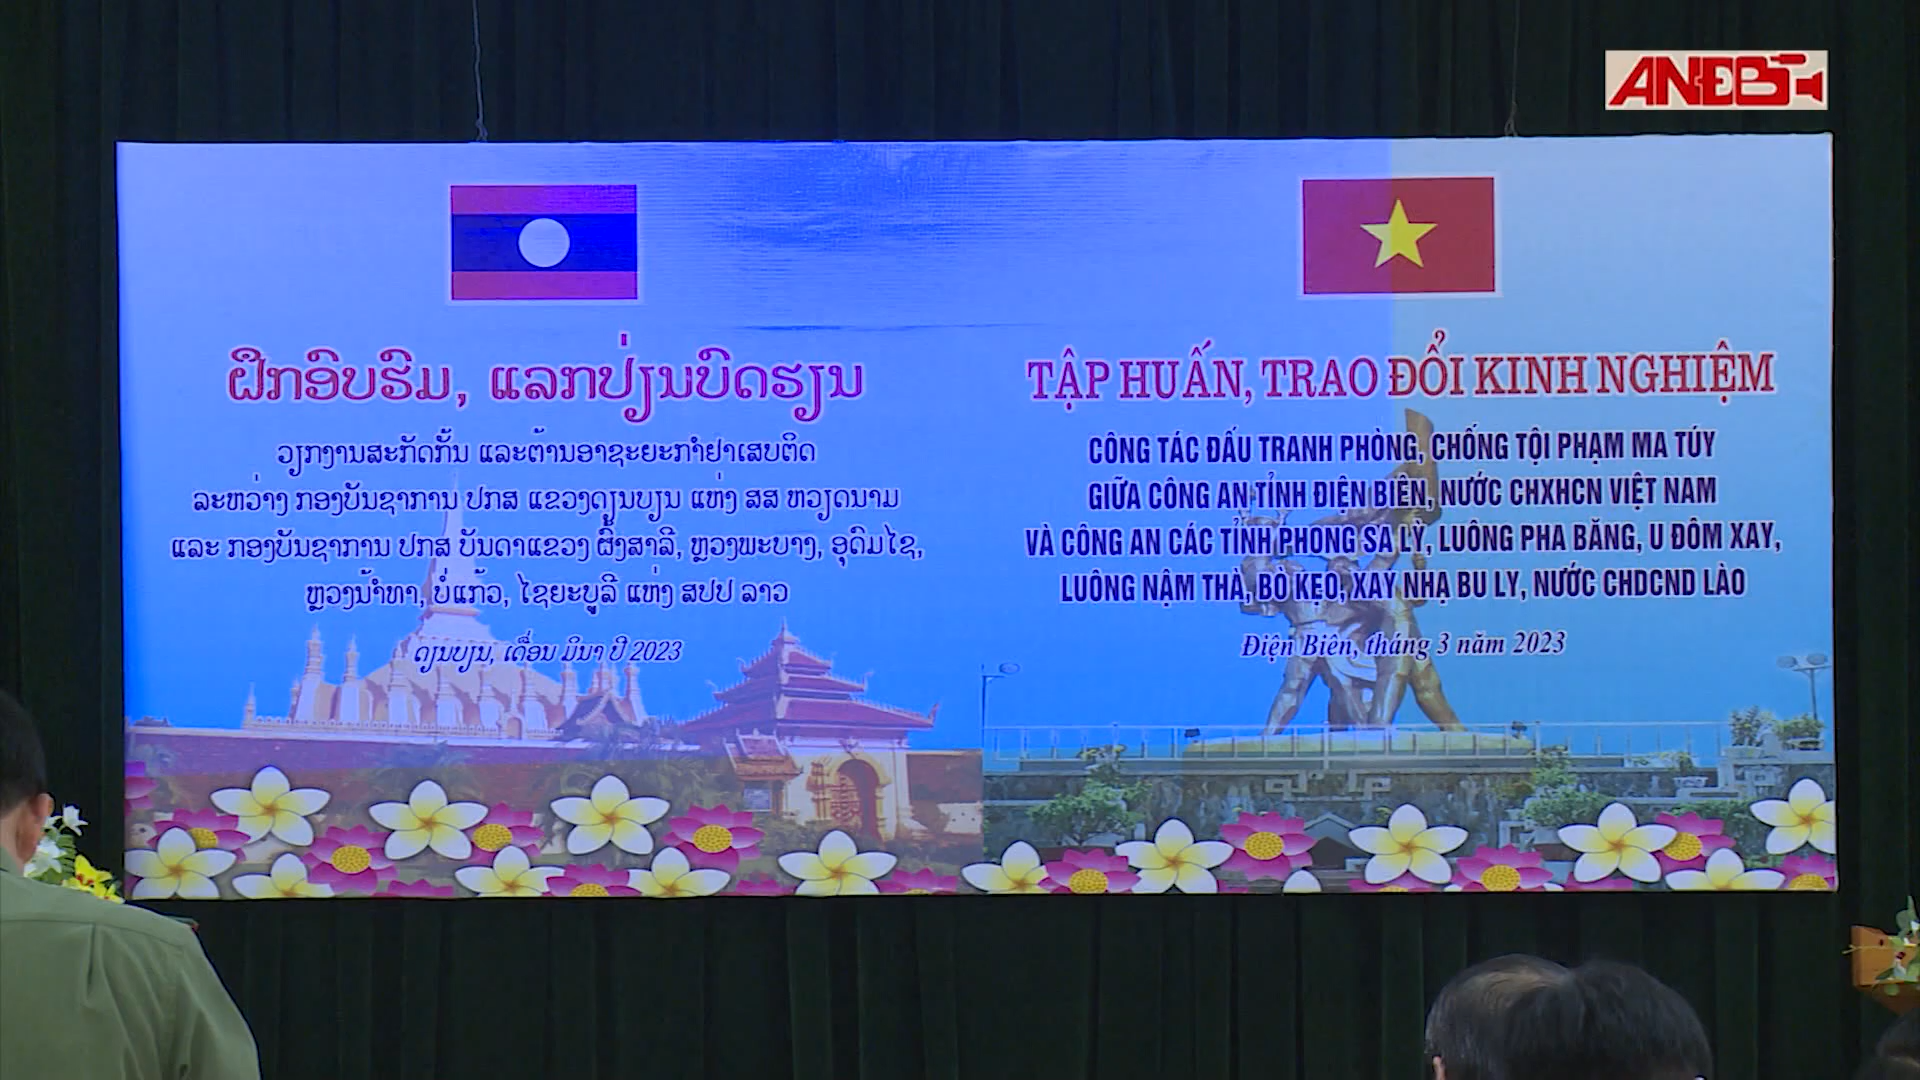 ANĐB
ຝຶກອົບຮົມ, ແລກປ່ຽນບົດຮຽນ
ວຽກງານສະກັດກັ້ນ ແລະຕ້ານອາຊະຍະກຳຢາເສບຕິດ
ລະຫວ່າງ ກອງບັນຊາການ ປກສ ແຂວງດຽນບຽນ ແຫ່ງ ສສ ຫວຽດນາມ
ແລະ ກອງບັນຊາການ ປກສ ບັນດາແຂວງ ຜົ້ງສາລີ, ຫຼວງພະບາງ, ອຸດົມໄຊ,
ຫຼວງນ້ຳທາ, ບໍ່ແກ້ວ, ໄຊຍະບູລີ ແຫ່ງ ສປປ ລາວ
ດຽນບຽນ, ເດືອນ ມີນາ ປີ 2023
TẬP HUẤN, TRAO ĐỔI KINH NGHIỆM
CÔNG TÁC ĐẤU TRANH PHÒNG, CHỐNG TỘI PHẠM MA TÚY
GIỮA CÔNG AN TỈNH ĐIỆN BIÊN, NƯỚC CHXHCN VIỆT NAM
VÀ CÔNG AN CÁC TỈNH PHONG SA LỲ, LUÔNG PHA BĂNG, U ĐÔM XAY,
LUÔNG NẬM THÀ, BÒ KẸO, XAY NHẠ BU LY, NƯỚC CHDCND LÀO
Điện Biên, tháng 3 năm 2023